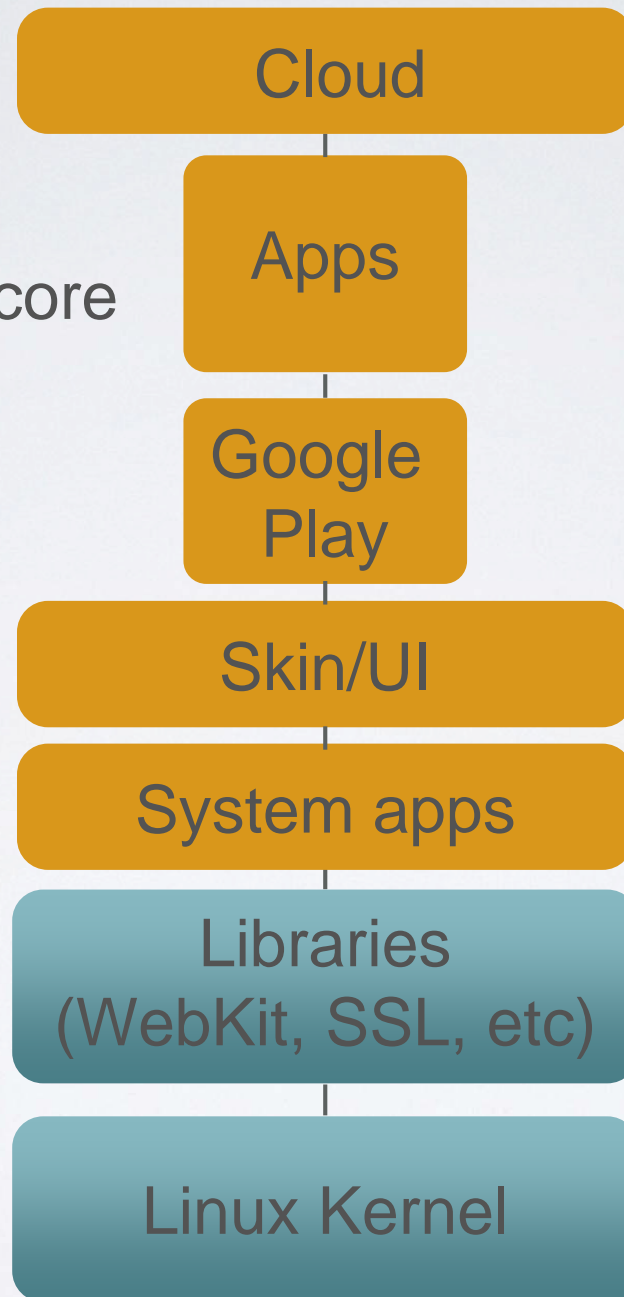 Cloud
Apps
core
Google
Play
Skin/UI
System apps
Libraries
(WebKit, SSL, etc)
Linux Kernel